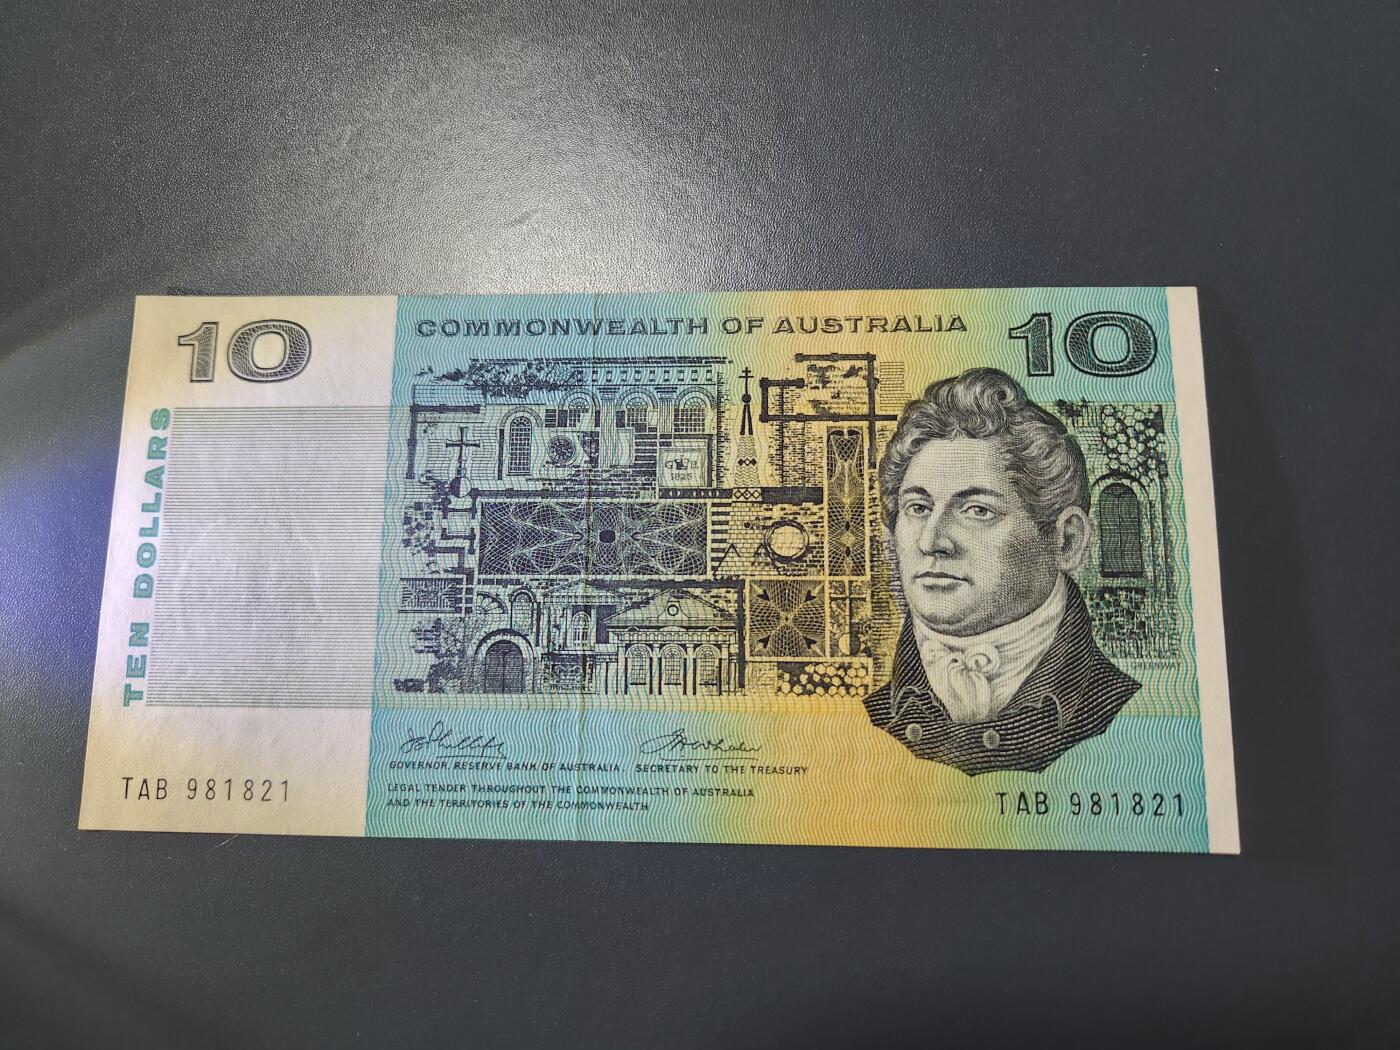 10
COMMONWEALTH OF AUSTRALIA
10
TEN DOLLARS
1825
GREENWAY
GOVERNOR, RESERVE BANK OF AUSTRALIA. SECRETARY TO THE TREASURY
LEGAL TENDER THROUGHOUT THE COMMONWEALTH OF AUSTRALIA
AND THE TERRITORIES OF THE COMMONWEALTH
TAB 981821
TAB 981821